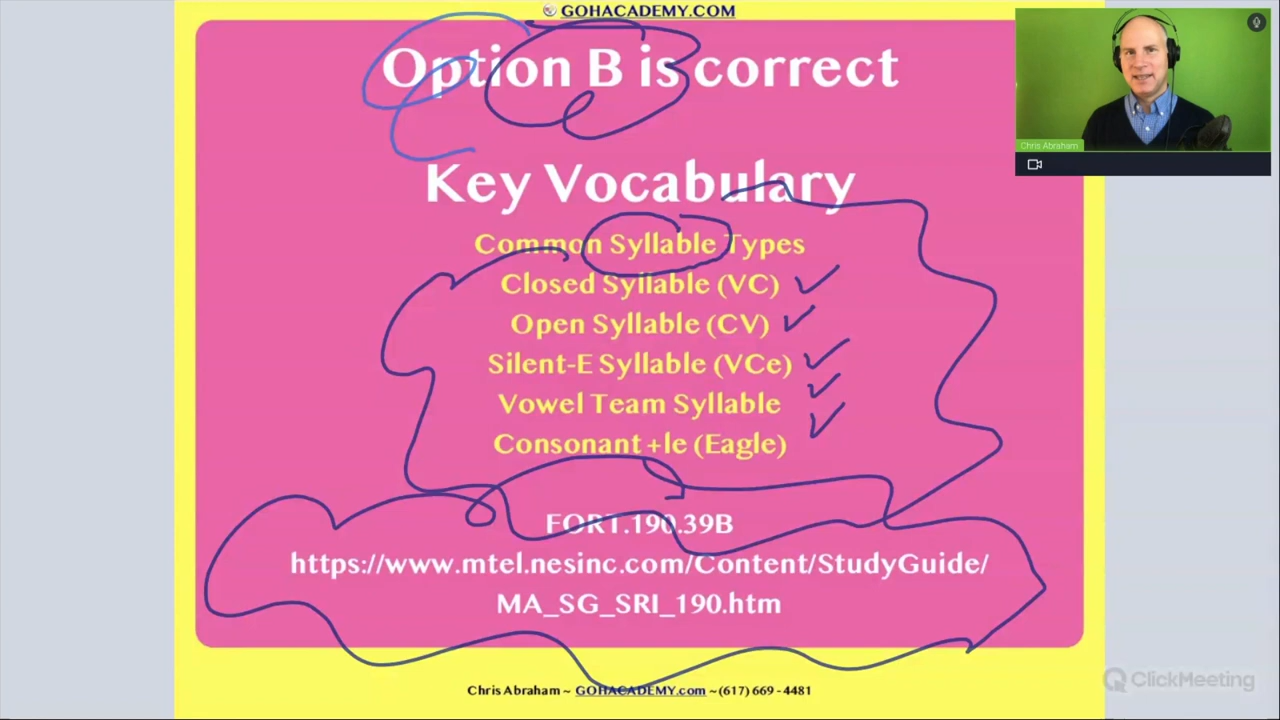 GOHACADEMY.COM
Option B is correct
Key Vocabulary
Common Syllable Types
Closed Syllable (VC)
Open Syllable (CV)
Silent-E Syllable (VCe)
Vowel Team Syllable
Consonant +le (Eagle)
FORT.190.39B
https://www.mtel.nesinc.com/Content/StudyGuide/
MA_SG_SRI_190.htm
Chris Abraham ~ GOHACADEMY.com ~(617) 669 - 4481
Chris Abraham
ClickMeeting